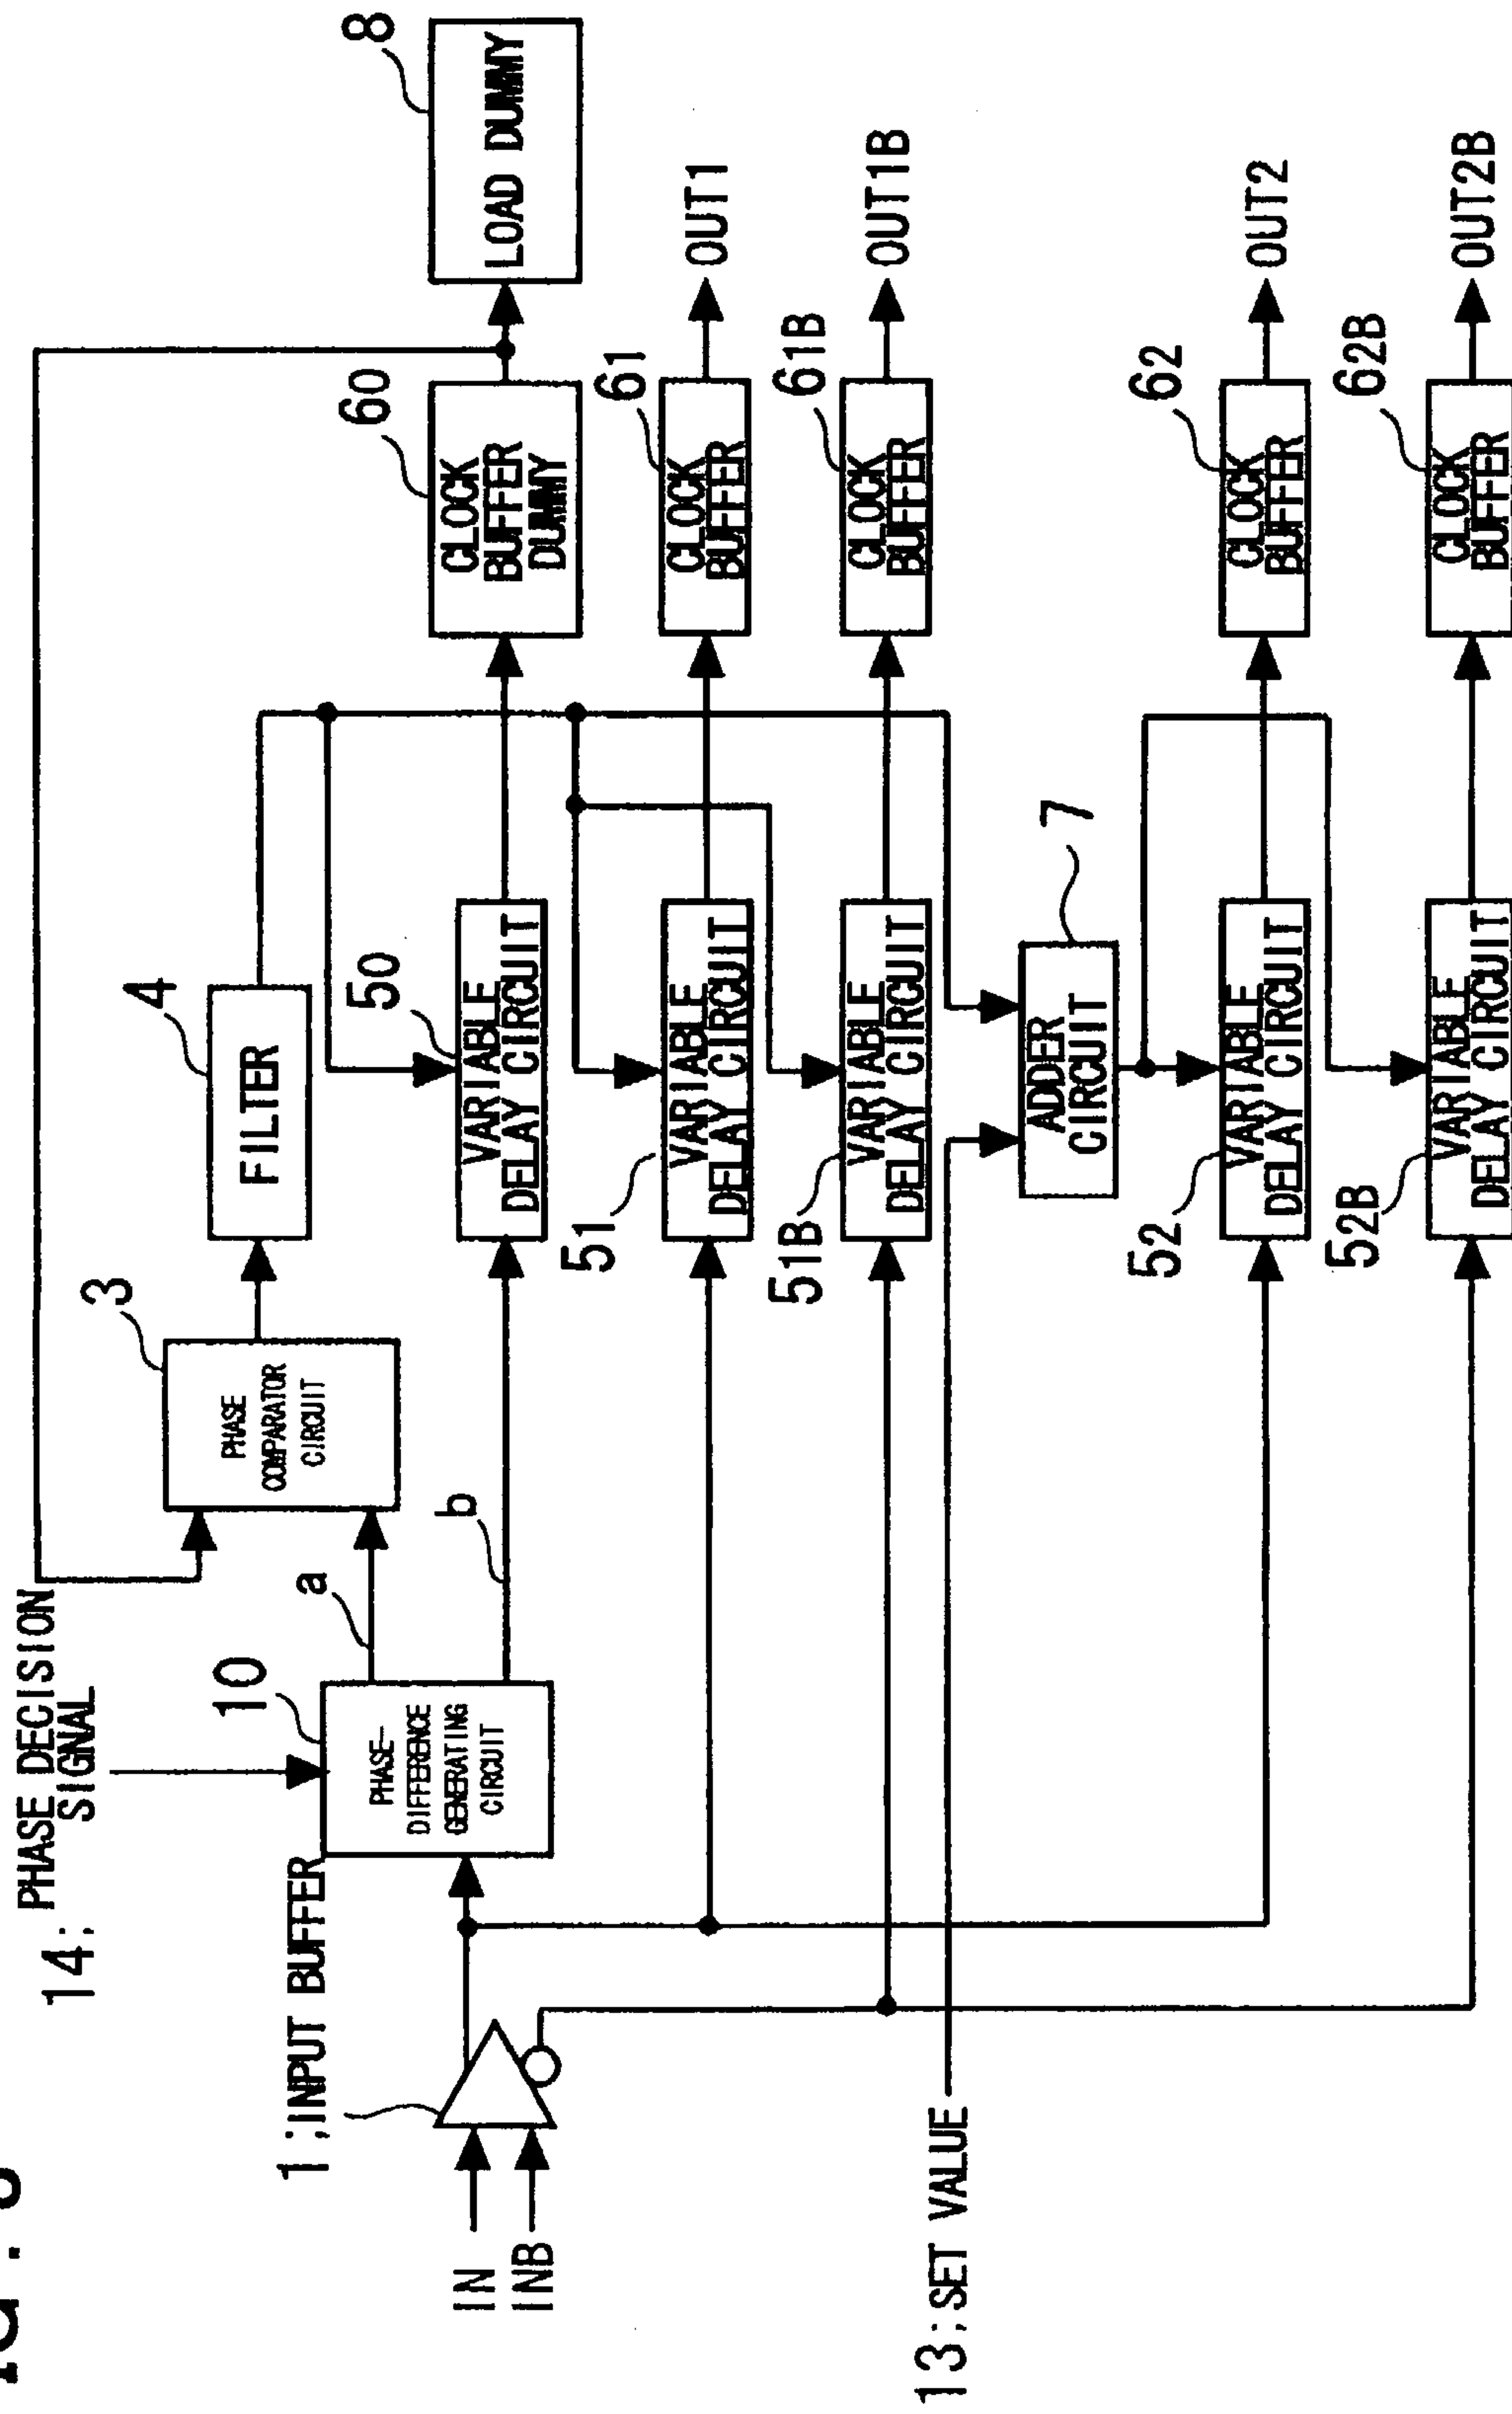 14: PHASE DECISION
SIGNAL
1;INPUT BUFFER
IN
INB
13;SET VALUE
10
PHASE-
DIFFERENCE
GENERATING
CIRCUIT
a
b
3
PHASE
COMPARATOR
CIRCUIT
4
FILTER
50
VARIABLE
DELAY CIRCUIT
51
VARIABLE
DELAY CIRCUIT
51B
VARIABLE
DELAY CIRCUIT
7
ADDER
CIRCUIT
52
VARIABLE
DELAY CIRCUIT
52B
VARIABLE
DELAY CIRCUIT
60
CLOCK
BUFFER
DUMMY
61
CLOCK
BUFFER
61B
CLOCK
BUFFER
62
CLOCK
BUFFER
62B
CLOCK
BUFFER
8
LOAD DUMMY
OUT1
OUT1B
OUT2
OUT2B